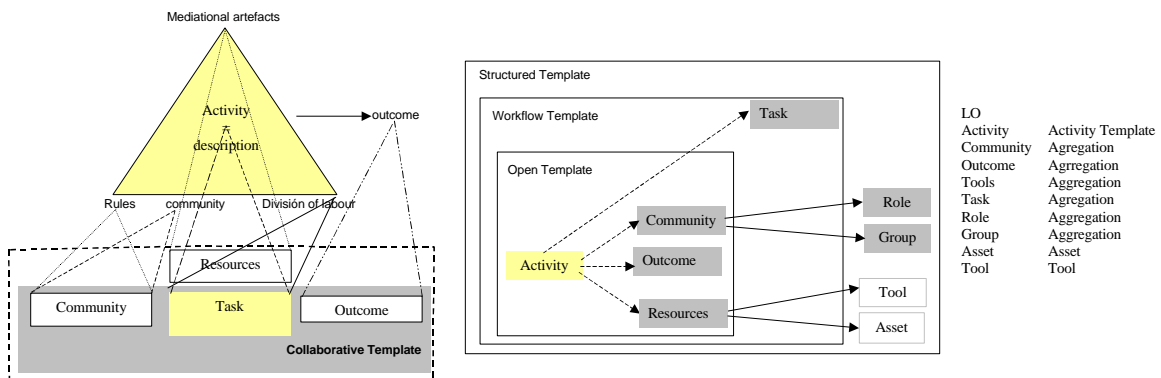 Mediational artefacts
Activity
description
outcome
Rules community División of labour
Resources
Community
Task
Outcome
Collaborative Template
Structured Template
Workflow Template
Task
Open Template
Community
Role
Group
Activity
Outcome
Resources
Tool
Asset
LO
Activity Activity Template
Community Agregation
Outcome Agrregation
Tools Aggregation
Task Agregation
Role Aggregation
Group Aggregation
Asset Asset
Tool Tool